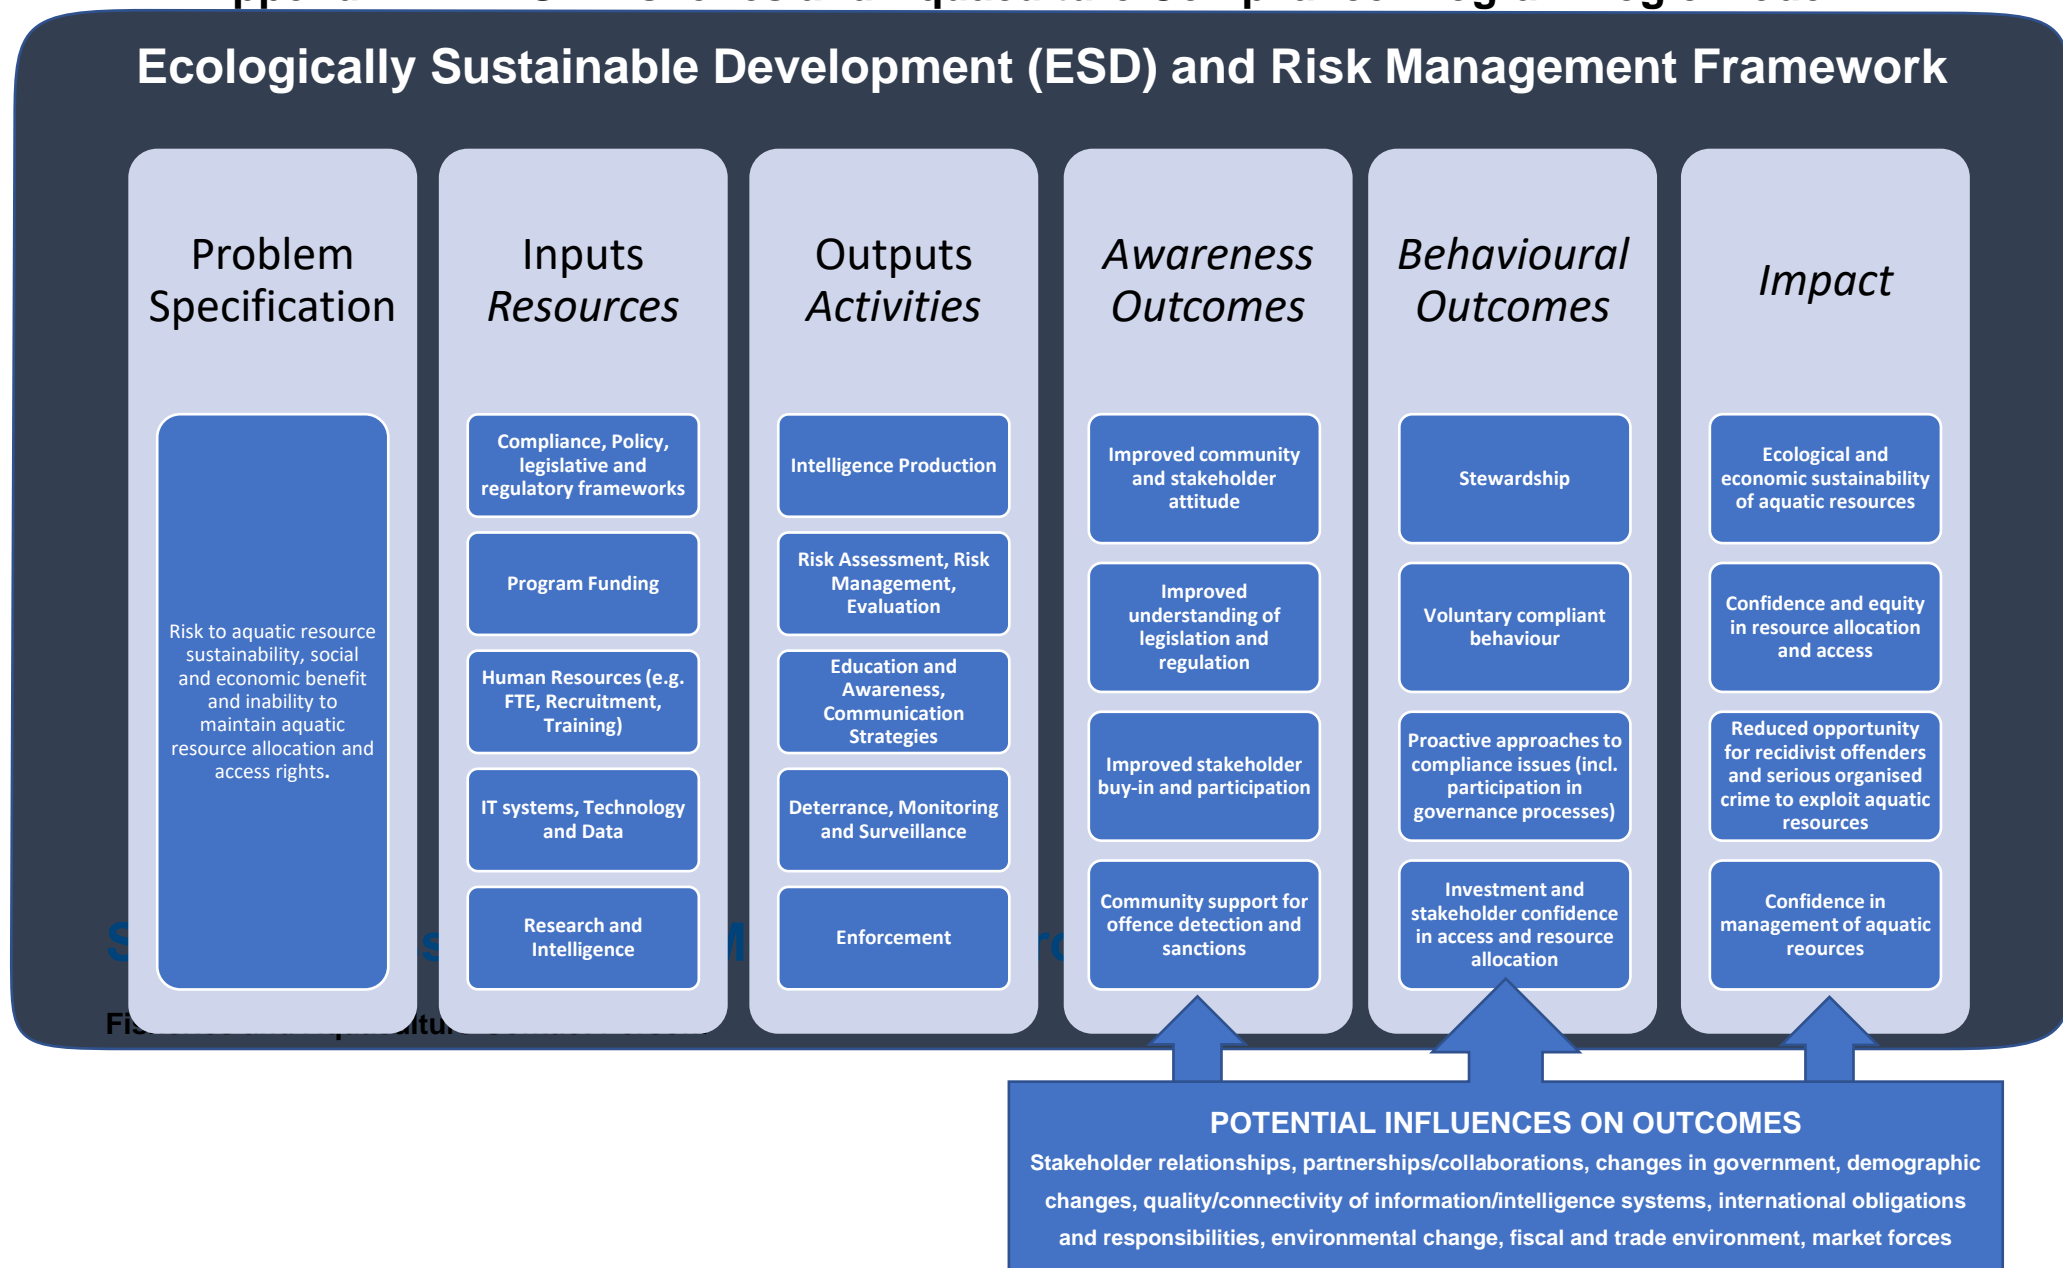 Ecologically Sustainable Development (ESD) and Risk Management Framework
Problem
Specification
Risk to aquatic resource
sustainability, social
and economic benefit
and inability to
maintain aquatic
resource allocation and
access rights.
Inputs
Resources
Compliance, Policy,
legislative and
regulatory frameworks
Program Funding
Human Resources (e.g.
FTE, Recruitment,
Training)
IT systems, Technology
and Data
Research and
Intelligence
Outputs
Activities
Intelligence Production
Risk Assessment, Risk
Management,
Evaluation
Education and
Awareness,
Communication
Strategies
Deterrance, Monitoring
and Surveillance
Enforcement
Awareness
Outcomes
Improved community
and stakeholder
attitude
Improved
understanding of
legislation and
regulation
Improved stakeholder
buy-in and participation
Community support for
offence detection and
sanctions
Behavioural
Outcomes
Stewardship
Voluntary compliant
behaviour
Proactive approaches to
compliance issues (incl.
participation in
governance processes)
Investment and
stakeholder confidence
in access and resource
allocation
Impact
Ecological and
economic sustainability
of aquatic resources
Confidence and equity
in resource allocation
and access
Reduced opportunity
for recidivist offenders
and serious organised
crime to exploit aquatic
resources
Confidence in
management of aquatic
reources
POTENTIAL INFLUENCES ON OUTCOMES
Stakeholder relationships, partnerships/collaborations, changes in government, demographic
changes, quality/connectivity of information/intelligence systems, international obligations
and responsibilities, environmental change, fiscal and trade environment, market forces